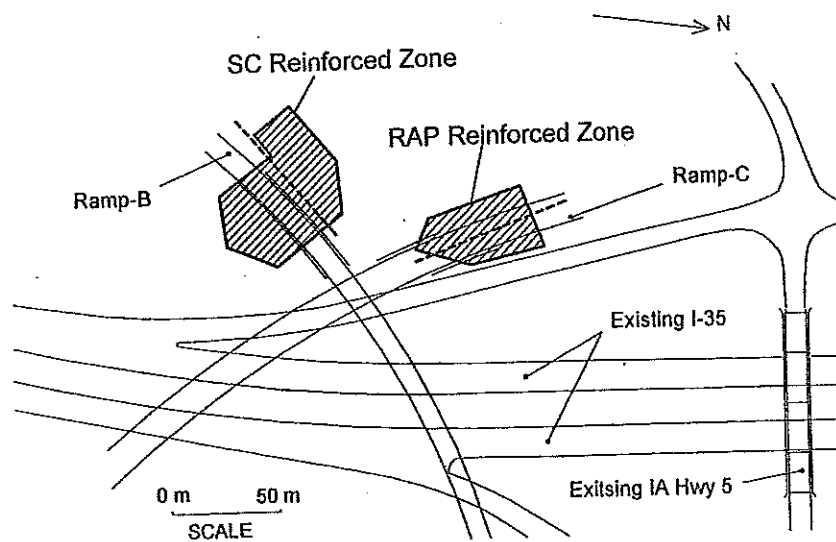 N
SC Reinforced Zone
RAP Reinforced Zone
Ramp-B
Ramp-C
Existing I-35
Exitsing IA Hwy 5
0 m 50 m
SCALE